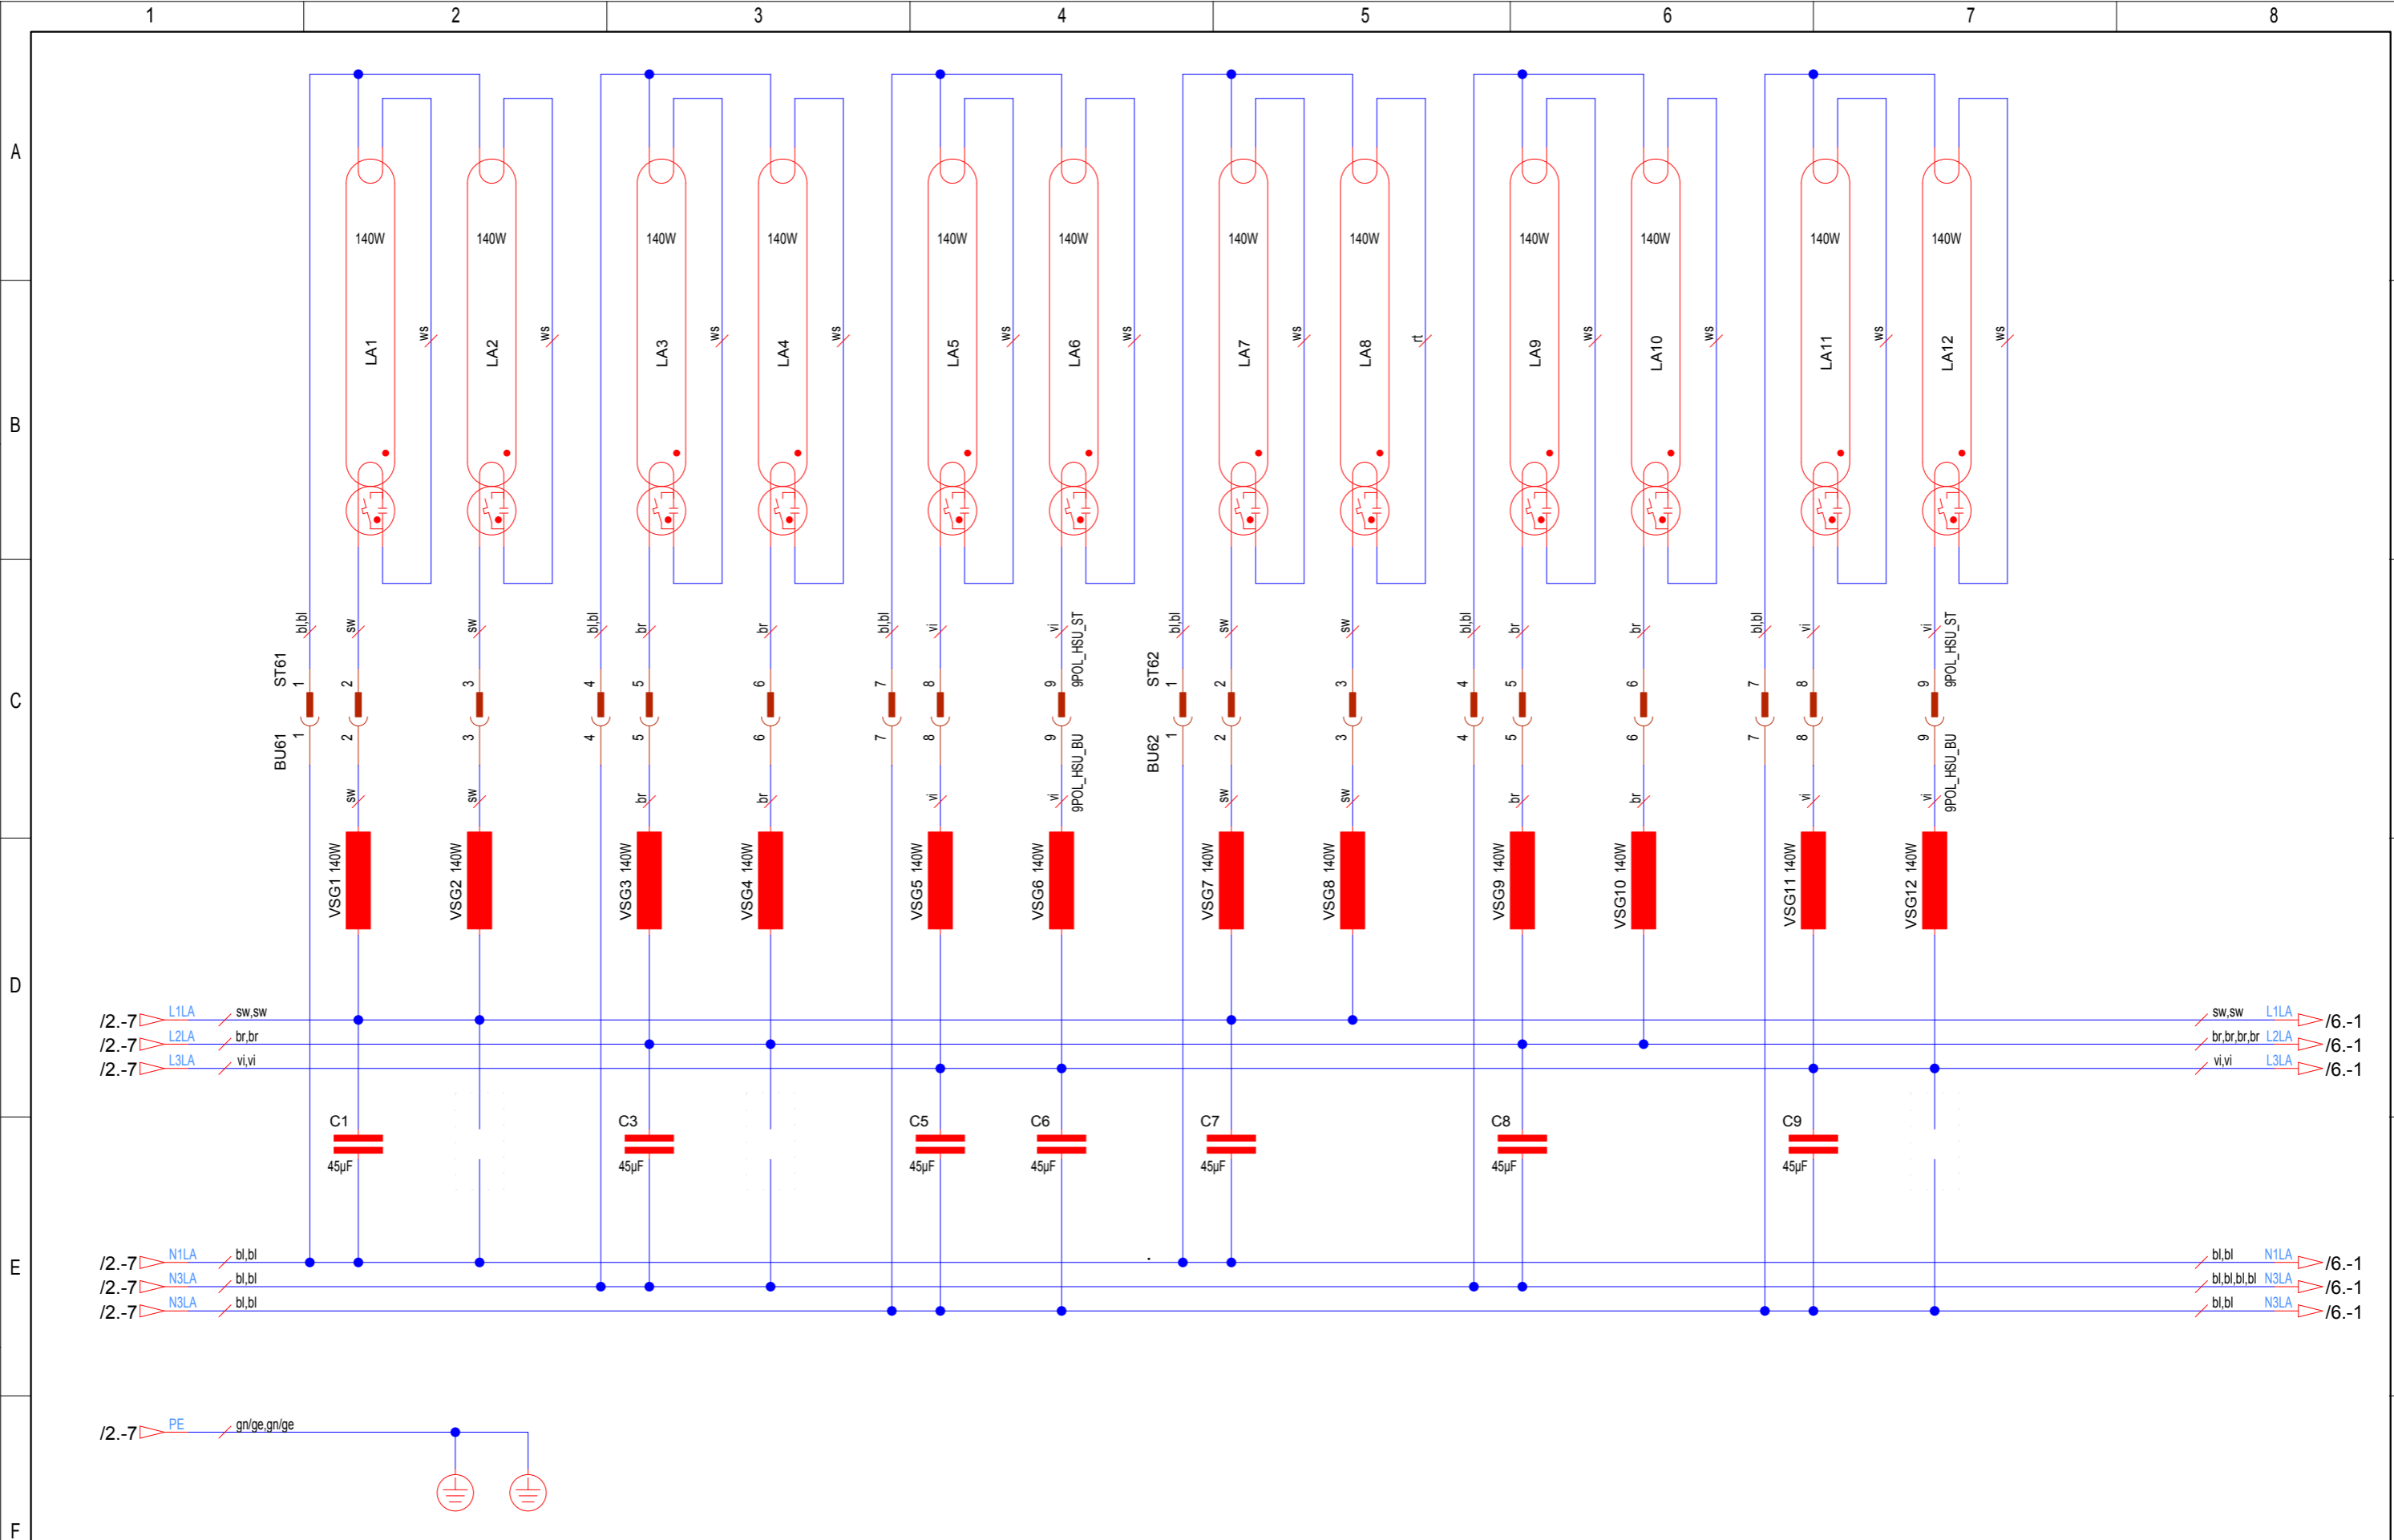 1 2 3 4 5 6 7 8
A
140W 140W 140W 140W 140W 140W 140W 140W 140W 140W 140W 140W
LA1 ws LA2 ws LA3 ws LA4 ws LA5 ws LA6 ws LA7 ws LA8 rt LA9 ws LA10 ws LA11 ws LA12 ws
B
bl,bl sw sw bl,bl br br bl,bl vi vi bl,bl sw sw bl,bl br br bl,bl vi vi
ST61 1 2 3 4 5 6 7 8 9 9POL_HSU_ST ST62 1 2 3 4 5 6 7 8 9 9POL_HSU_ST
C
BU61 1 2 3 4 5 6 7 8 9 9POL_HSU_BU BU62 1 2 3 4 5 6 7 8 9 9POL_HSU_BU
sw sw br br vi vi sw sw br br vi vi
VSG1 140W VSG2 140W VSG3 140W VSG4 140W VSG5 140W VSG6 140W VSG7 140W VSG8 140W VSG9 140W VSG10 140W VSG11 140W VSG12 140W
D
/2.-7 L1LA sw,sw sw,sw L1LA /6.-1
/2.-7 L2LA br,br br,br,br,br L2LA /6.-1
/2.-7 L3LA vi,vi vi,vi L3LA /6.-1
C1 C3 C5 C6 C7 C8 C9
45µF 45µF 45µF 45µF 45µF 45µF 45µF
E
/2.-7 N1LA bl,bl bl,bl N1LA /6.-1
/2.-7 N3LA bl,bl bl,bl,bl,bl N3LA /6.-1
/2.-7 N3LA bl,bl bl,bl N3LA /6.-1
/2.-7 PE gn/ge,gn/ge
F